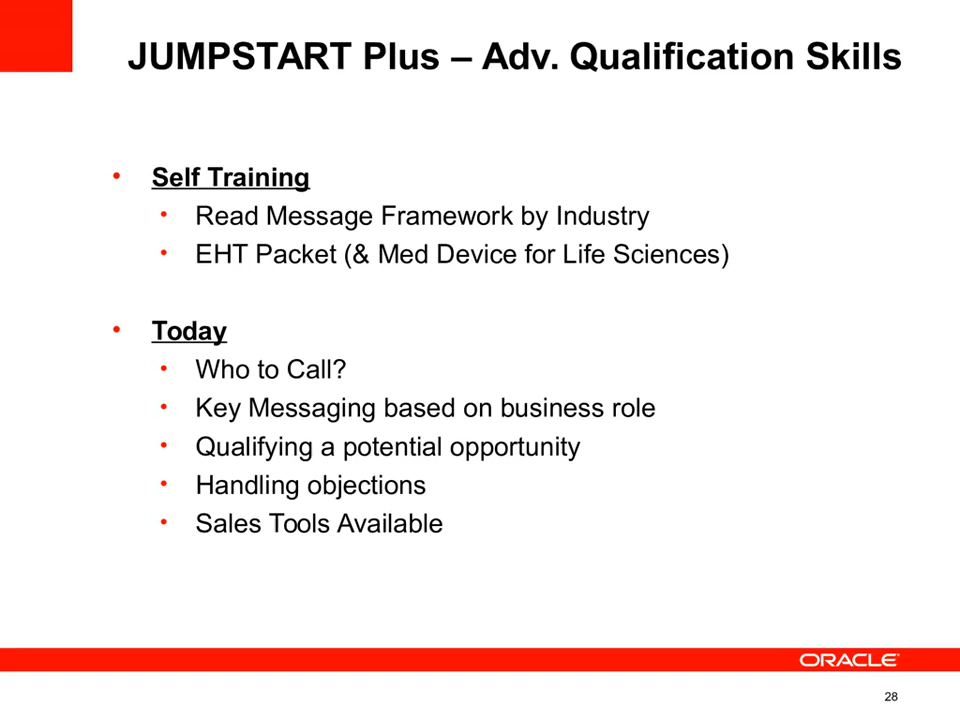 JUMPSTART Plus – Adv. Qualification Skills
• Self Training
• Read Message Framework by Industry
• EHT Packet (& Med Device for Life Sciences)
• Today
• Who to Call?
• Key Messaging based on business role
• Qualifying a potential opportunity
• Handling objections
• Sales Tools Available
ORACLE
28